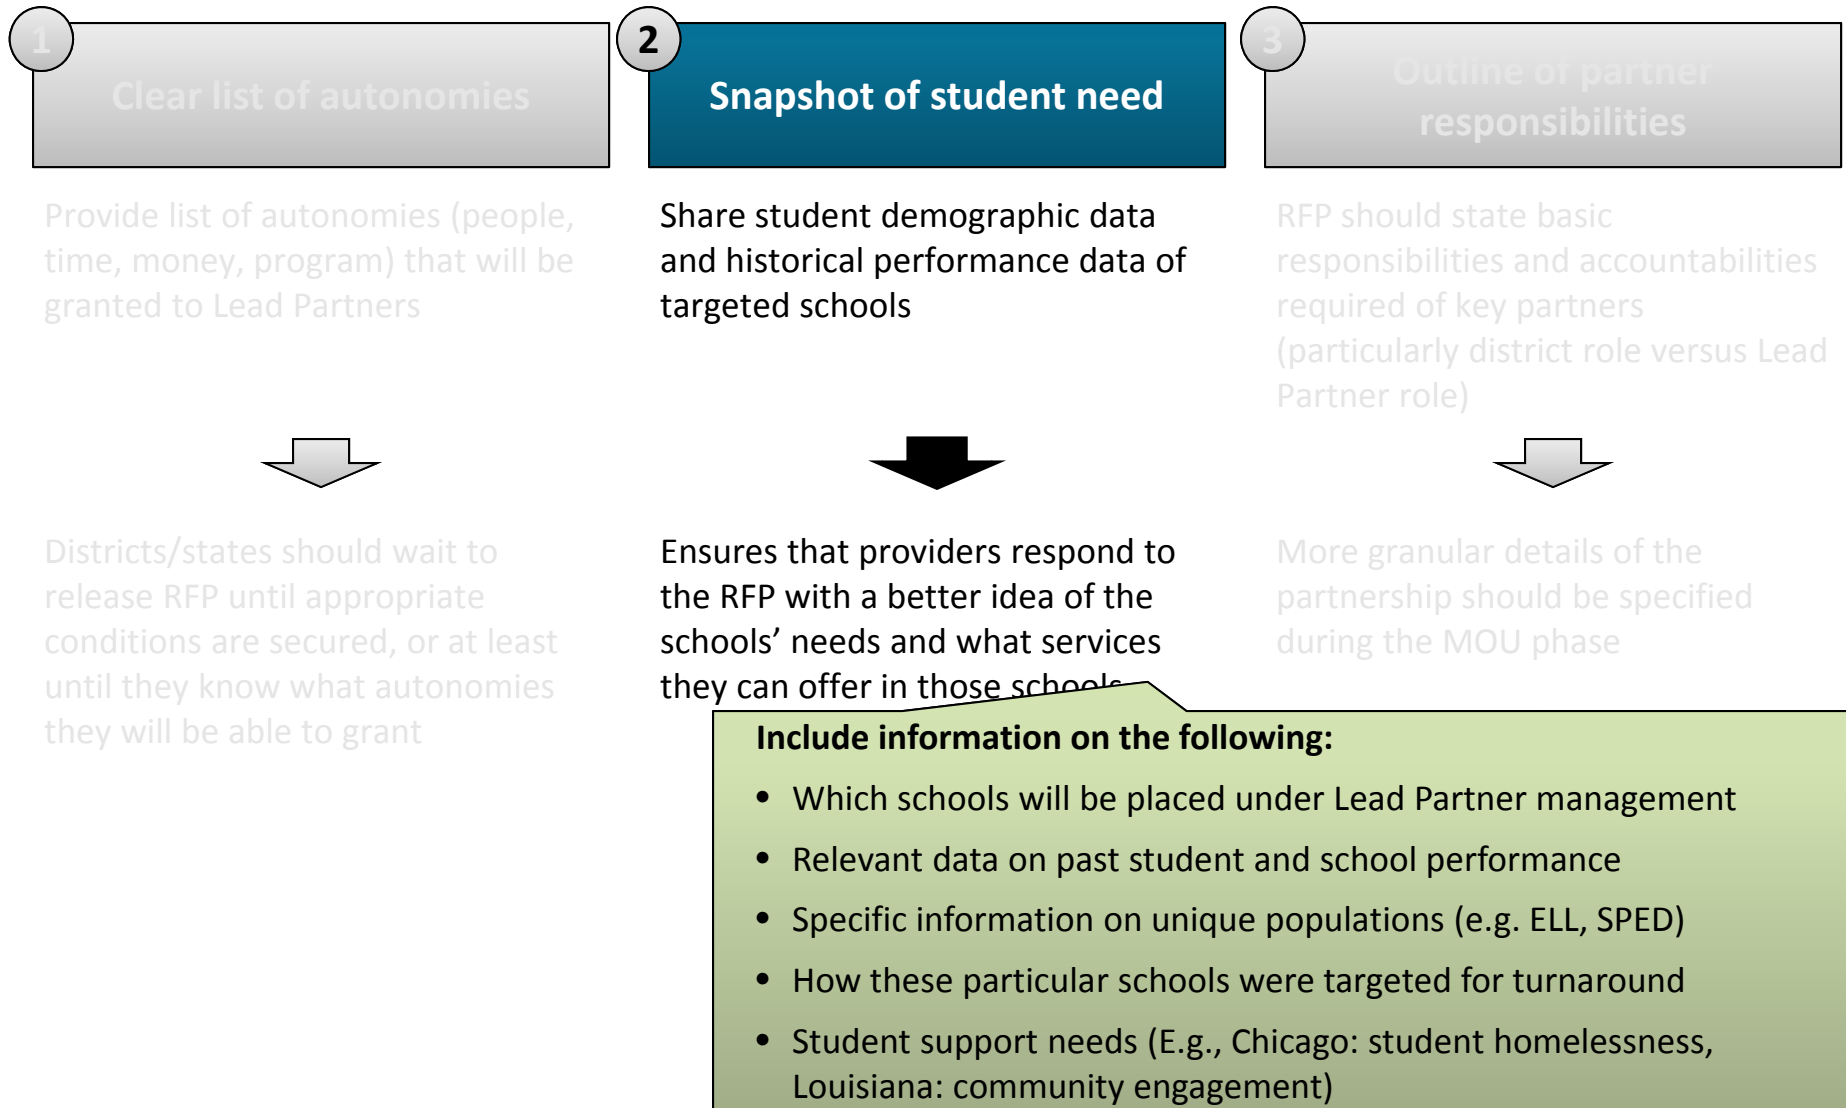 1
Clear list of autonomies
Provide list of autonomies (people,
time, money, program) that will be
granted to Lead Partners
Districts/states should wait to
release RFP until appropriate
conditions are secured, or at least
until they know what autonomies
they will be able to grant
2
Snapshot of student need
Share student demographic data
and historical performance data of
targeted schools
Ensures that providers respond to
the RFP with a better idea of the
schools’ needs and what services
they can offer in those schools
3
Outline of partner
responsibilities
RFP should state basic
responsibilities and accountabilities
required of key partners
(particularly district role versus Lead
Partner role)
More granular details of the
partnership should be specified
during the MOU phase
Include information on the following:
• Which schools will be placed under Lead Partner management
• Relevant data on past student and school performance
• Specific information on unique populations (e.g. ELL, SPED)
• How these particular schools were targeted for turnaround
• Student support needs (E.g., Chicago: student homelessness,
Louisiana: community engagement)